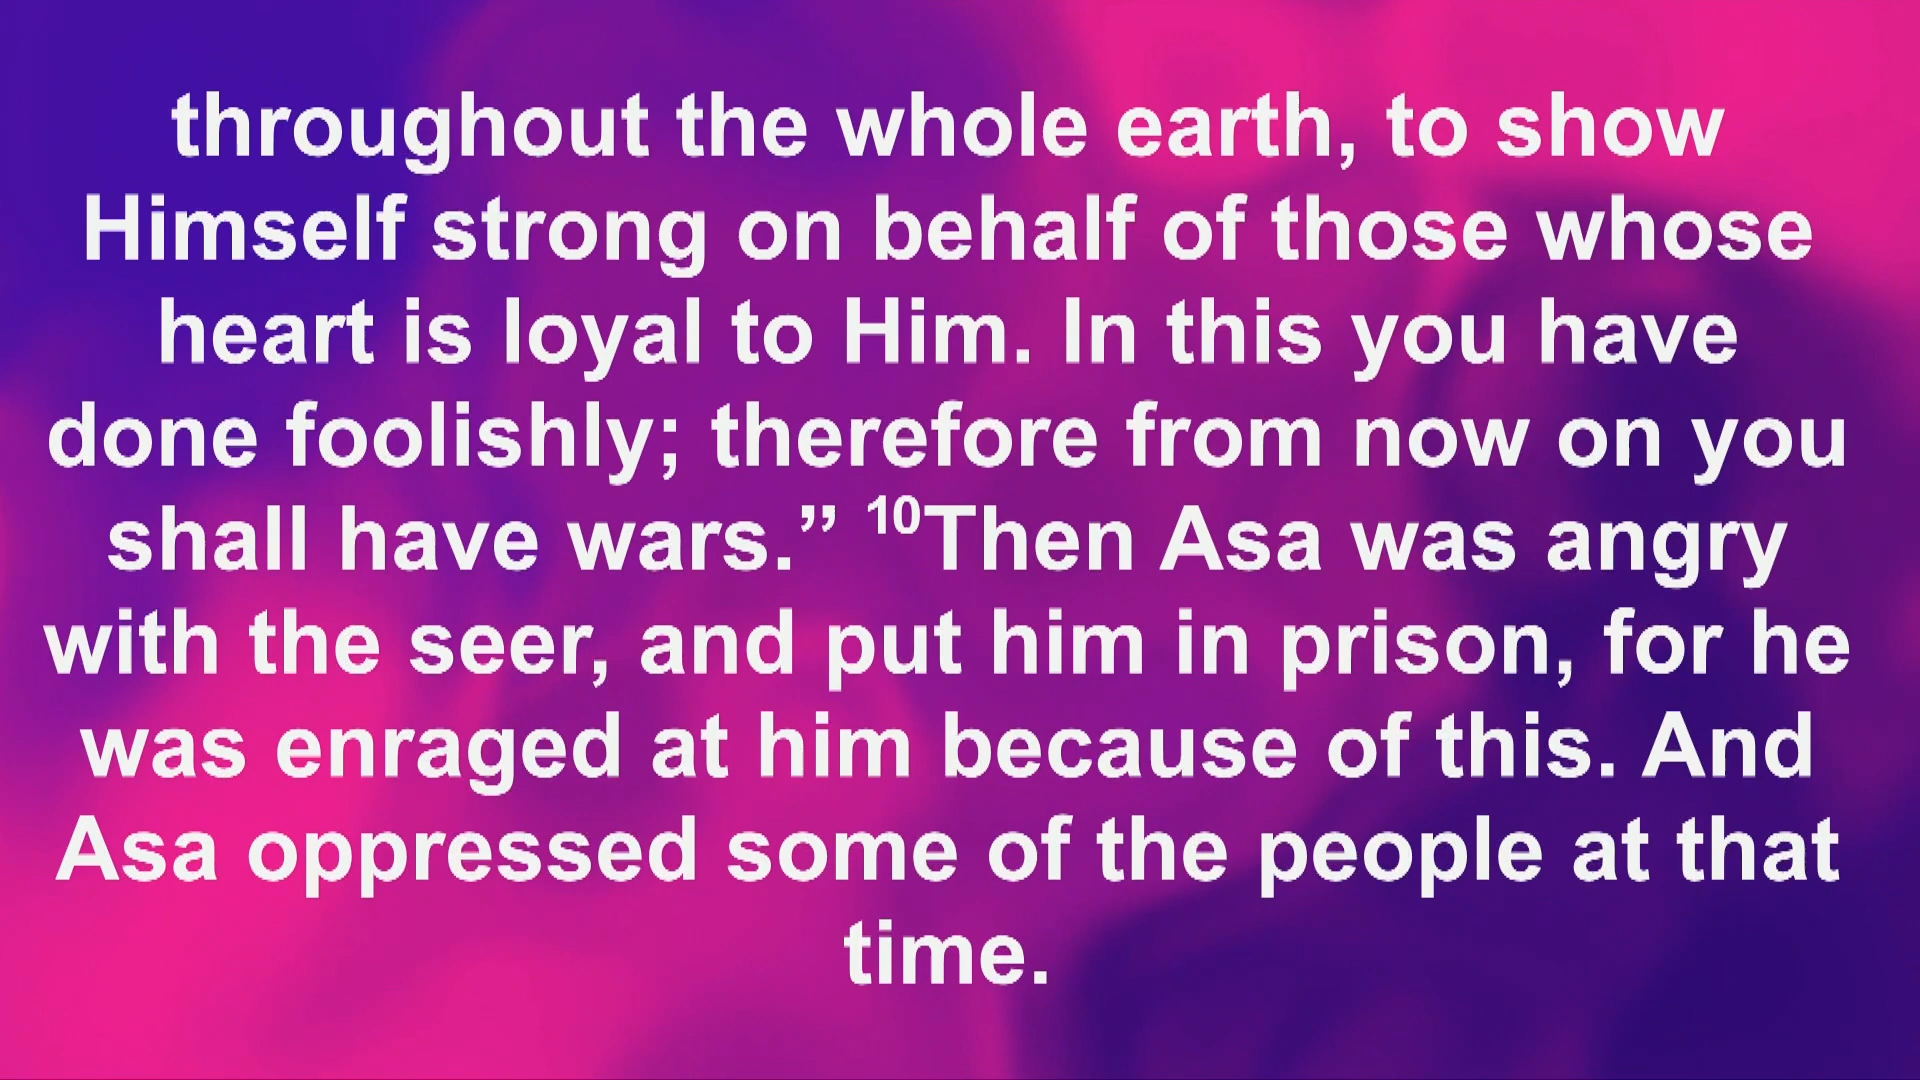 throughout the whole earth, to show
Himself strong on behalf of those whose
heart is loyal to Him. In this you have
done foolishly; therefore from now on you
shall have wars.” ¹⁰Then Asa was angry
with the seer, and put him in prison, for he
was enraged at him because of this. And
Asa oppressed some of the people at that
time.